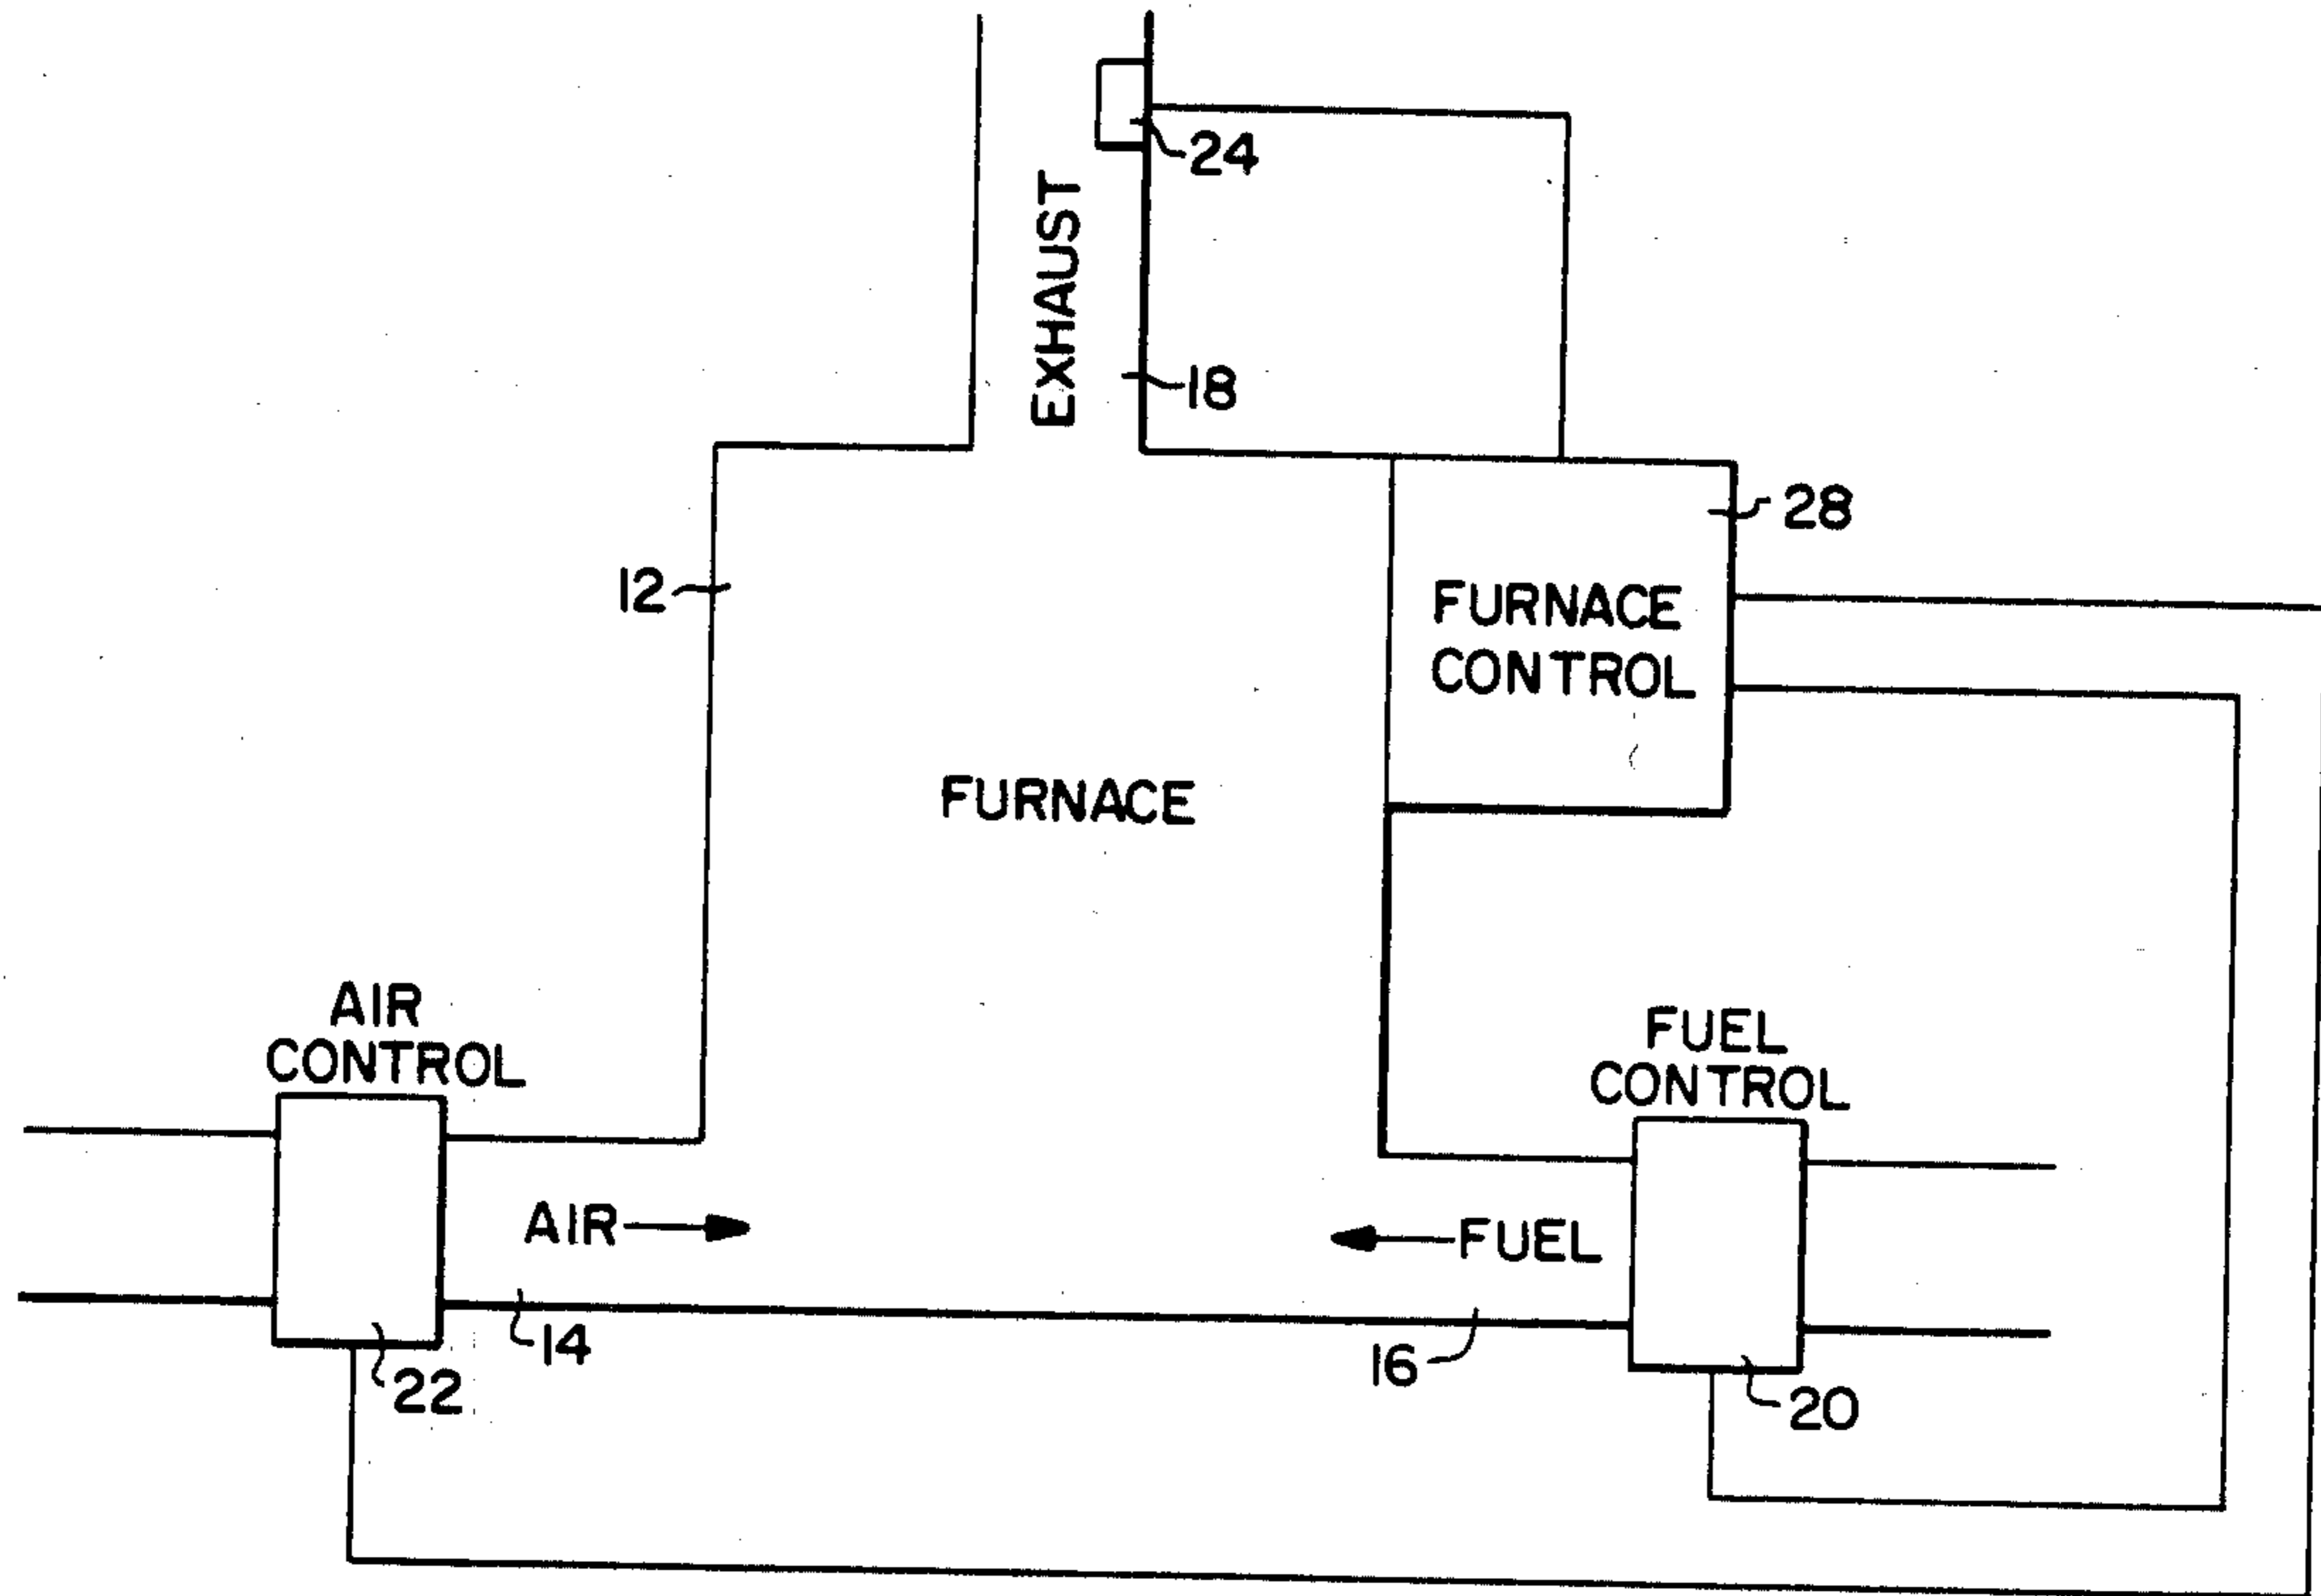 24
EXHAUST
18
28
12
FURNACE
CONTROL
FURNACE
AIR
CONTROL
FUEL
CONTROL
AIR
FUEL
14
16
22
20